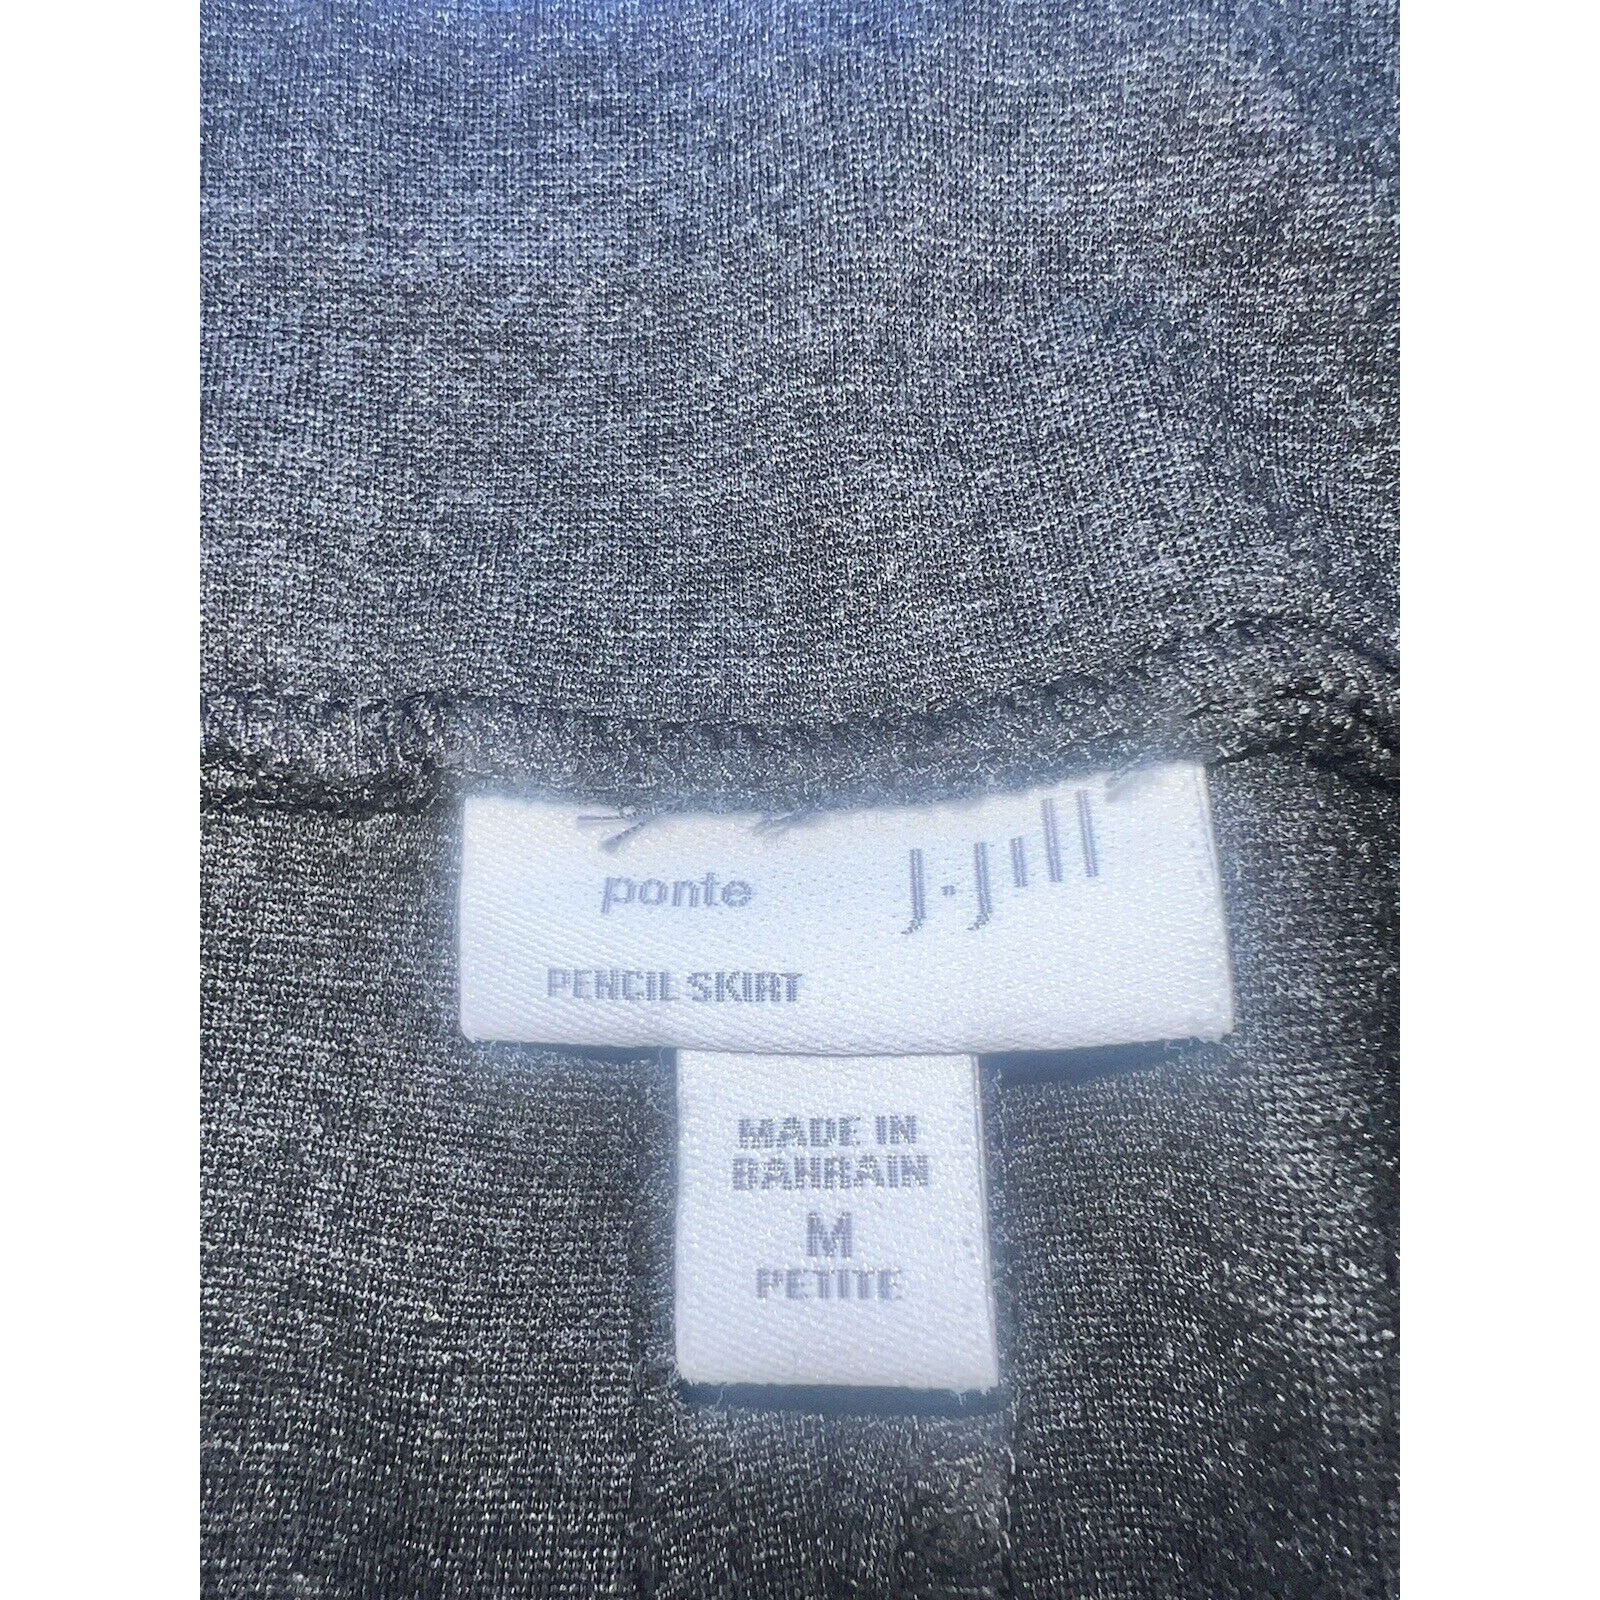 ponte J.Jill
PENCIL SKIRT
MADE IN
BAHRAIN
M
PETITE